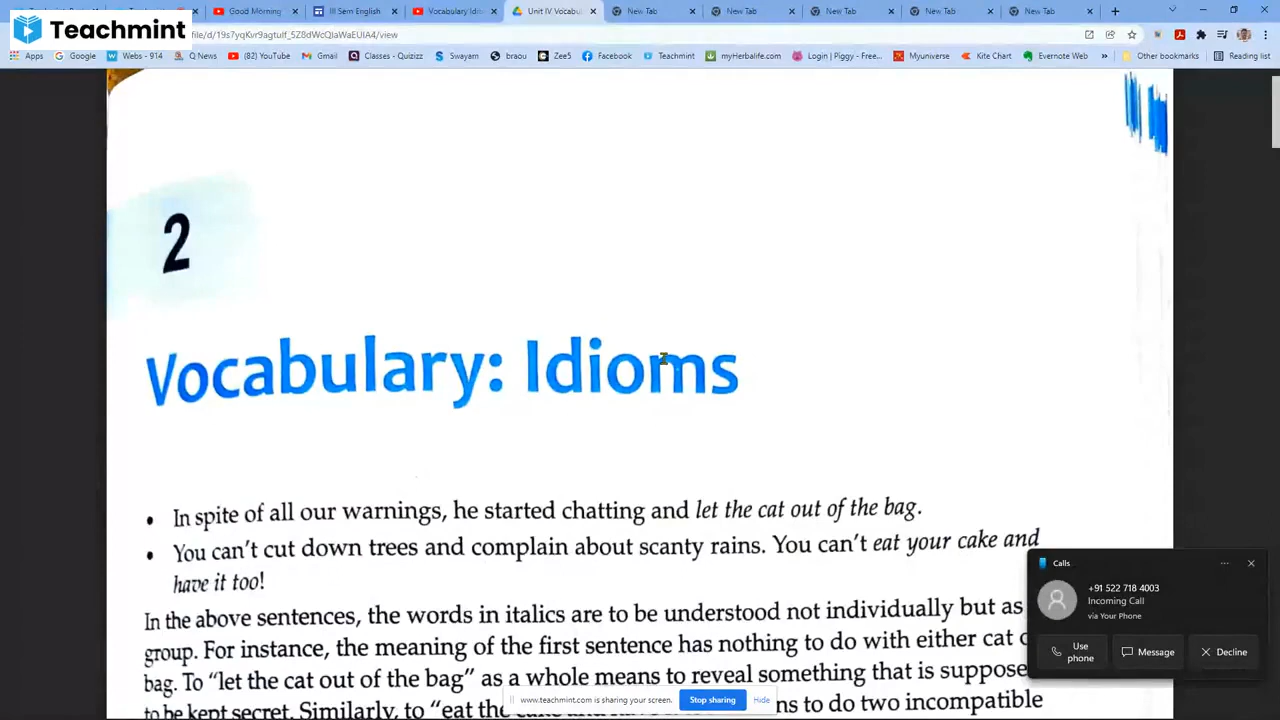 Teachmint
Good Morning
III Sem English
Vocabulary Idio
Unit IV Vocabu
New Tab
New Tab
New Tab
New Tab
New Tab
file/d/19s7yqKvr9agtulf_5Z8dWcQIaWaEUIA4/view
Apps
Google
Webs - 914
Q News
(82) YouTube
Gmail
Classes - Quizizz
Swayam
braou
Zee5
Facebook
Teachmint
myHerbalife.com
Login | Piggy - Free...
Myuniverse
Kite Chart
Evernote Web
»
Other bookmarks
Reading list
2
Vocabulary: Idioms
• In spite of all our warnings, he started chatting and let the cat out of the bag.
• You can't cut down trees and complain about scanty rains. You can't eat your cake and
have it too!
In the above sentences, the words in italics are to be understood not individually but as
group. For instance, the meaning of the first sentence has nothing to do with either cat o
bag. To "let the cat out of the bag" as a whole means to reveal something that is suppose
to be kept secret. Similarly, to "eat the ns to do two incompatible
Calls
+91 522 718 4003
Incoming Call
via Your Phone
Use phone
Message
Decline
www.teachmint.com is sharing your screen.
Stop sharing
Hide